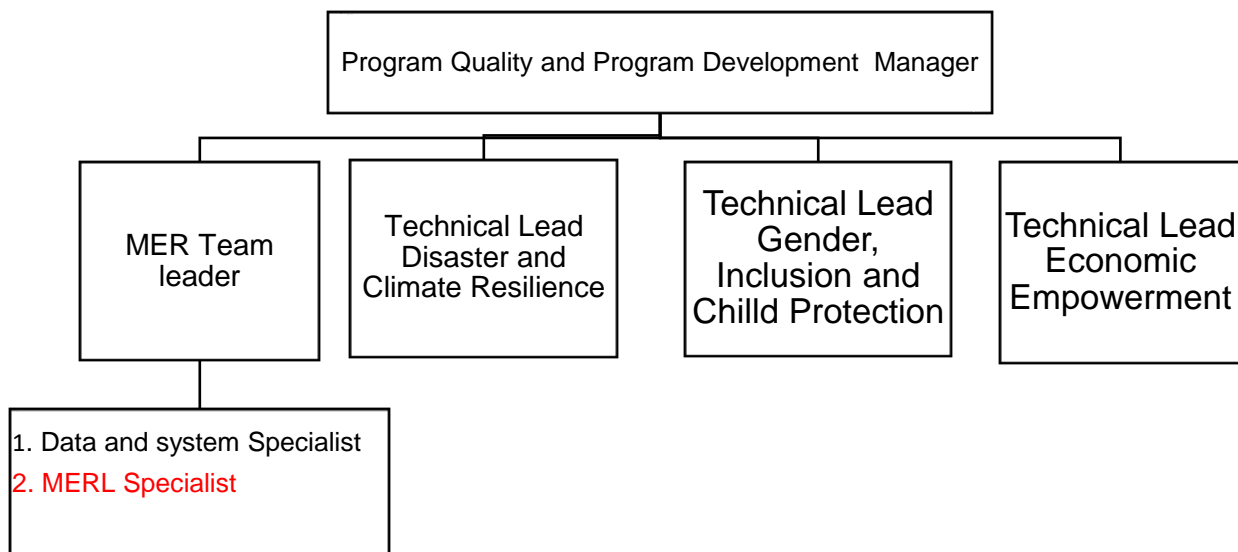 Program Quality and Program Development  Manager
MER Team
leader
Technical Lead
Disaster and
Climate Resilience
Technical Lead
Gender,
Inclusion and
Chilld Protection
Technical Lead
Economic
Empowerment
1. Data and system Specialist
2. MERL Specialist